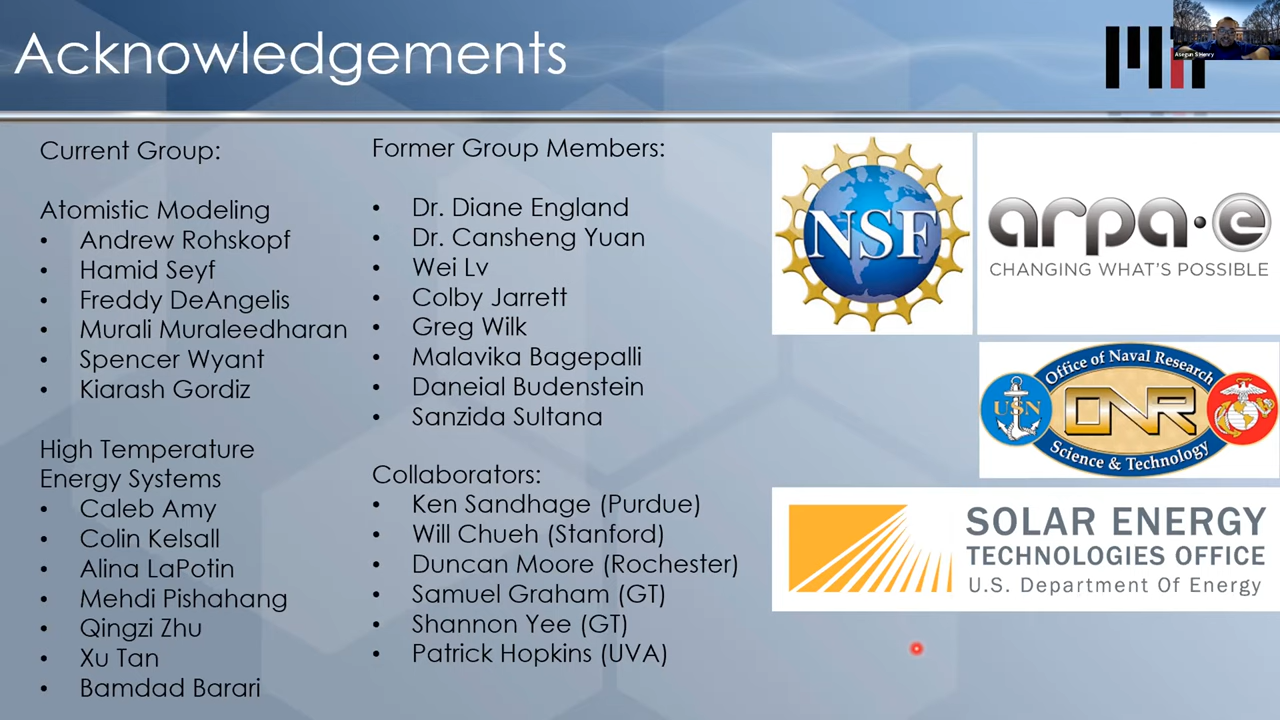 Acknowledgements
Asegun S Henry
Current Group:
Atomistic Modeling
• Andrew Rohskopf
• Hamid Seyf
• Freddy DeAngelis
• Murali Muraleedharan
• Spencer Wyant
• Kiarash Gordiz
High Temperature
Energy Systems
• Caleb Amy
• Colin Kelsall
• Alina LaPotin
• Mehdi Pishahang
• Qingzi Zhu
• Xu Tan
• Bamdad Barari
Former Group Members:
• Dr. Diane England
• Dr. Cansheng Yuan
• Wei Lv
• Colby Jarrett
• Greg Wilk
• Malavika Bagepalli
• Daneial Budenstein
• Sanzida Sultana
Collaborators:
• Ken Sandhage (Purdue)
• Will Chueh (Stanford)
• Duncan Moore (Rochester)
• Samuel Graham (GT)
• Shannon Yee (GT)
• Patrick Hopkins (UVA)
NSF
arpa·e
CHANGING WHAT'S POSSIBLE
Office of Naval Research
USN
ONR
Science & Technology
SOLAR ENERGY
TECHNOLOGIES OFFICE
U.S. Department Of Energy